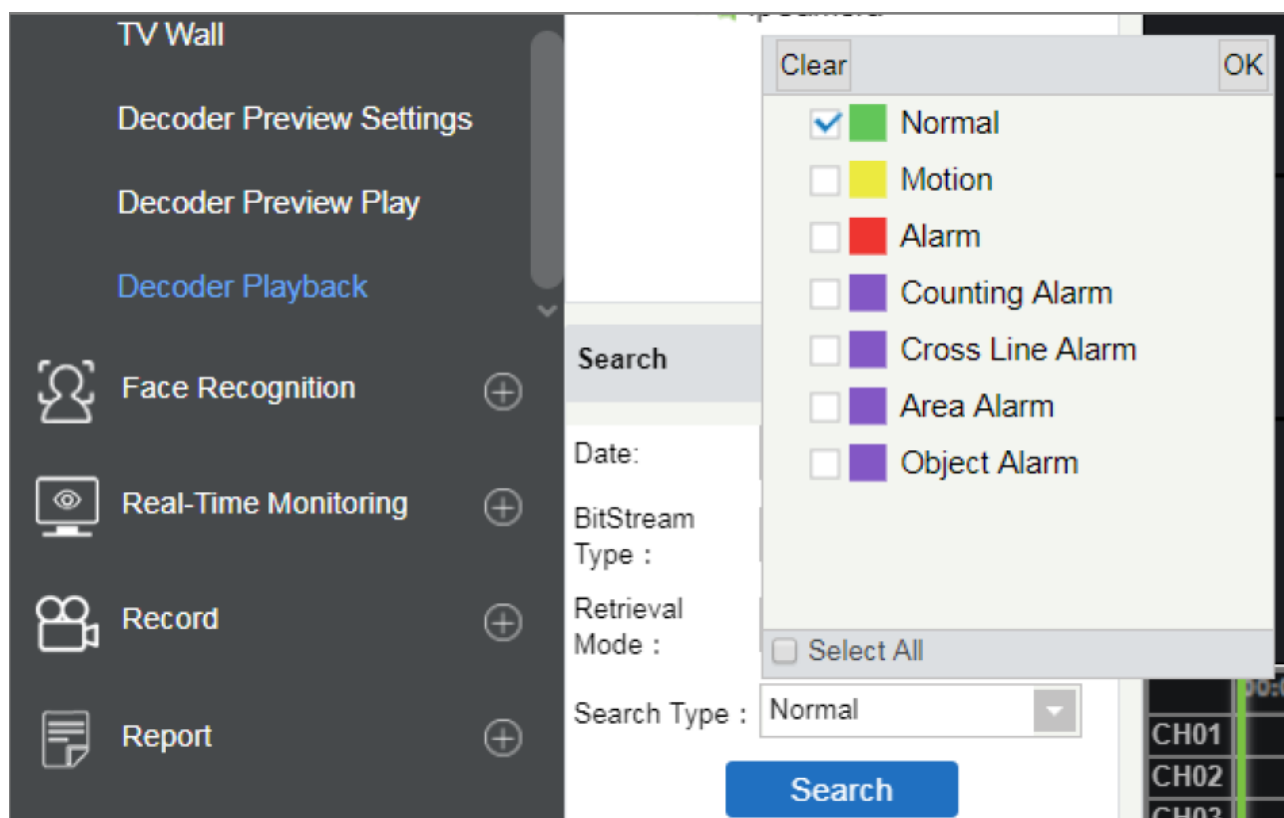 TV Wall
Decoder Preview Settings
Decoder Preview Play
Decoder Playback
Face Recognition
Real-Time Monitoring
Record
Report
Clear
OK
Normal
Motion
Alarm
Counting Alarm
Cross Line Alarm
Area Alarm
Object Alarm
Select All
Search
Date:
BitStream
Type :
Retrieval
Mode :
Search Type : Normal
Search
CH01
CH02
CH03